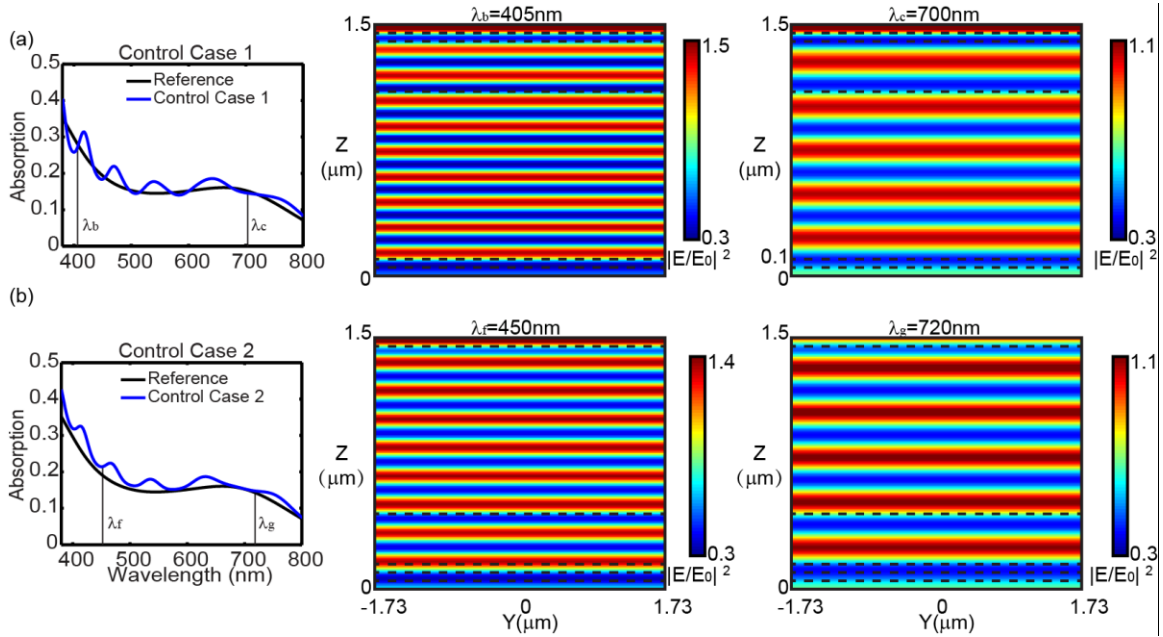 (a)
Control Case 1
Reference
Control Case 1
Absorption
0.5
0.4
0.3
0.2
0.1
0
λb
λc
400 500 600 700 800
λb=405nm
1.5
Z
(μm)
0
1.5
0.3
|E/E0| 2
λc=700nm
1.5
Z
(μm)
0.1
0
1.1
0.3
|E/E0| 2
(b)
Control Case 2
Reference
Control Case 2
Absorption
0.5
0.4
0.3
0.2
0.1
0
λf
λg
400 500 600 700 800
Wavelength (nm)
λf=450nm
1.5
Z
(μm)
0
-1.73 0 1.73
Y(μm)
1.4
0.3
|E/E0| 2
λg=720nm
1.5
Z
(μm)
0
-1.73 0 1.73
Y(μm)
1.1
0.3
|E/E0| 2